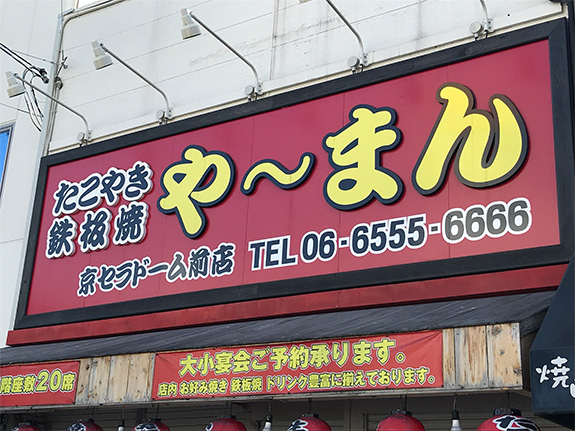 たこやき
鉄板焼
や～まん
京セラドーム前店 TEL 06-6555-6666
大小宴会ご予約承ります。
店内 お好み焼き 鉄板焼 ドリンク豊富に揃えております。
階座敷20席
焼
た